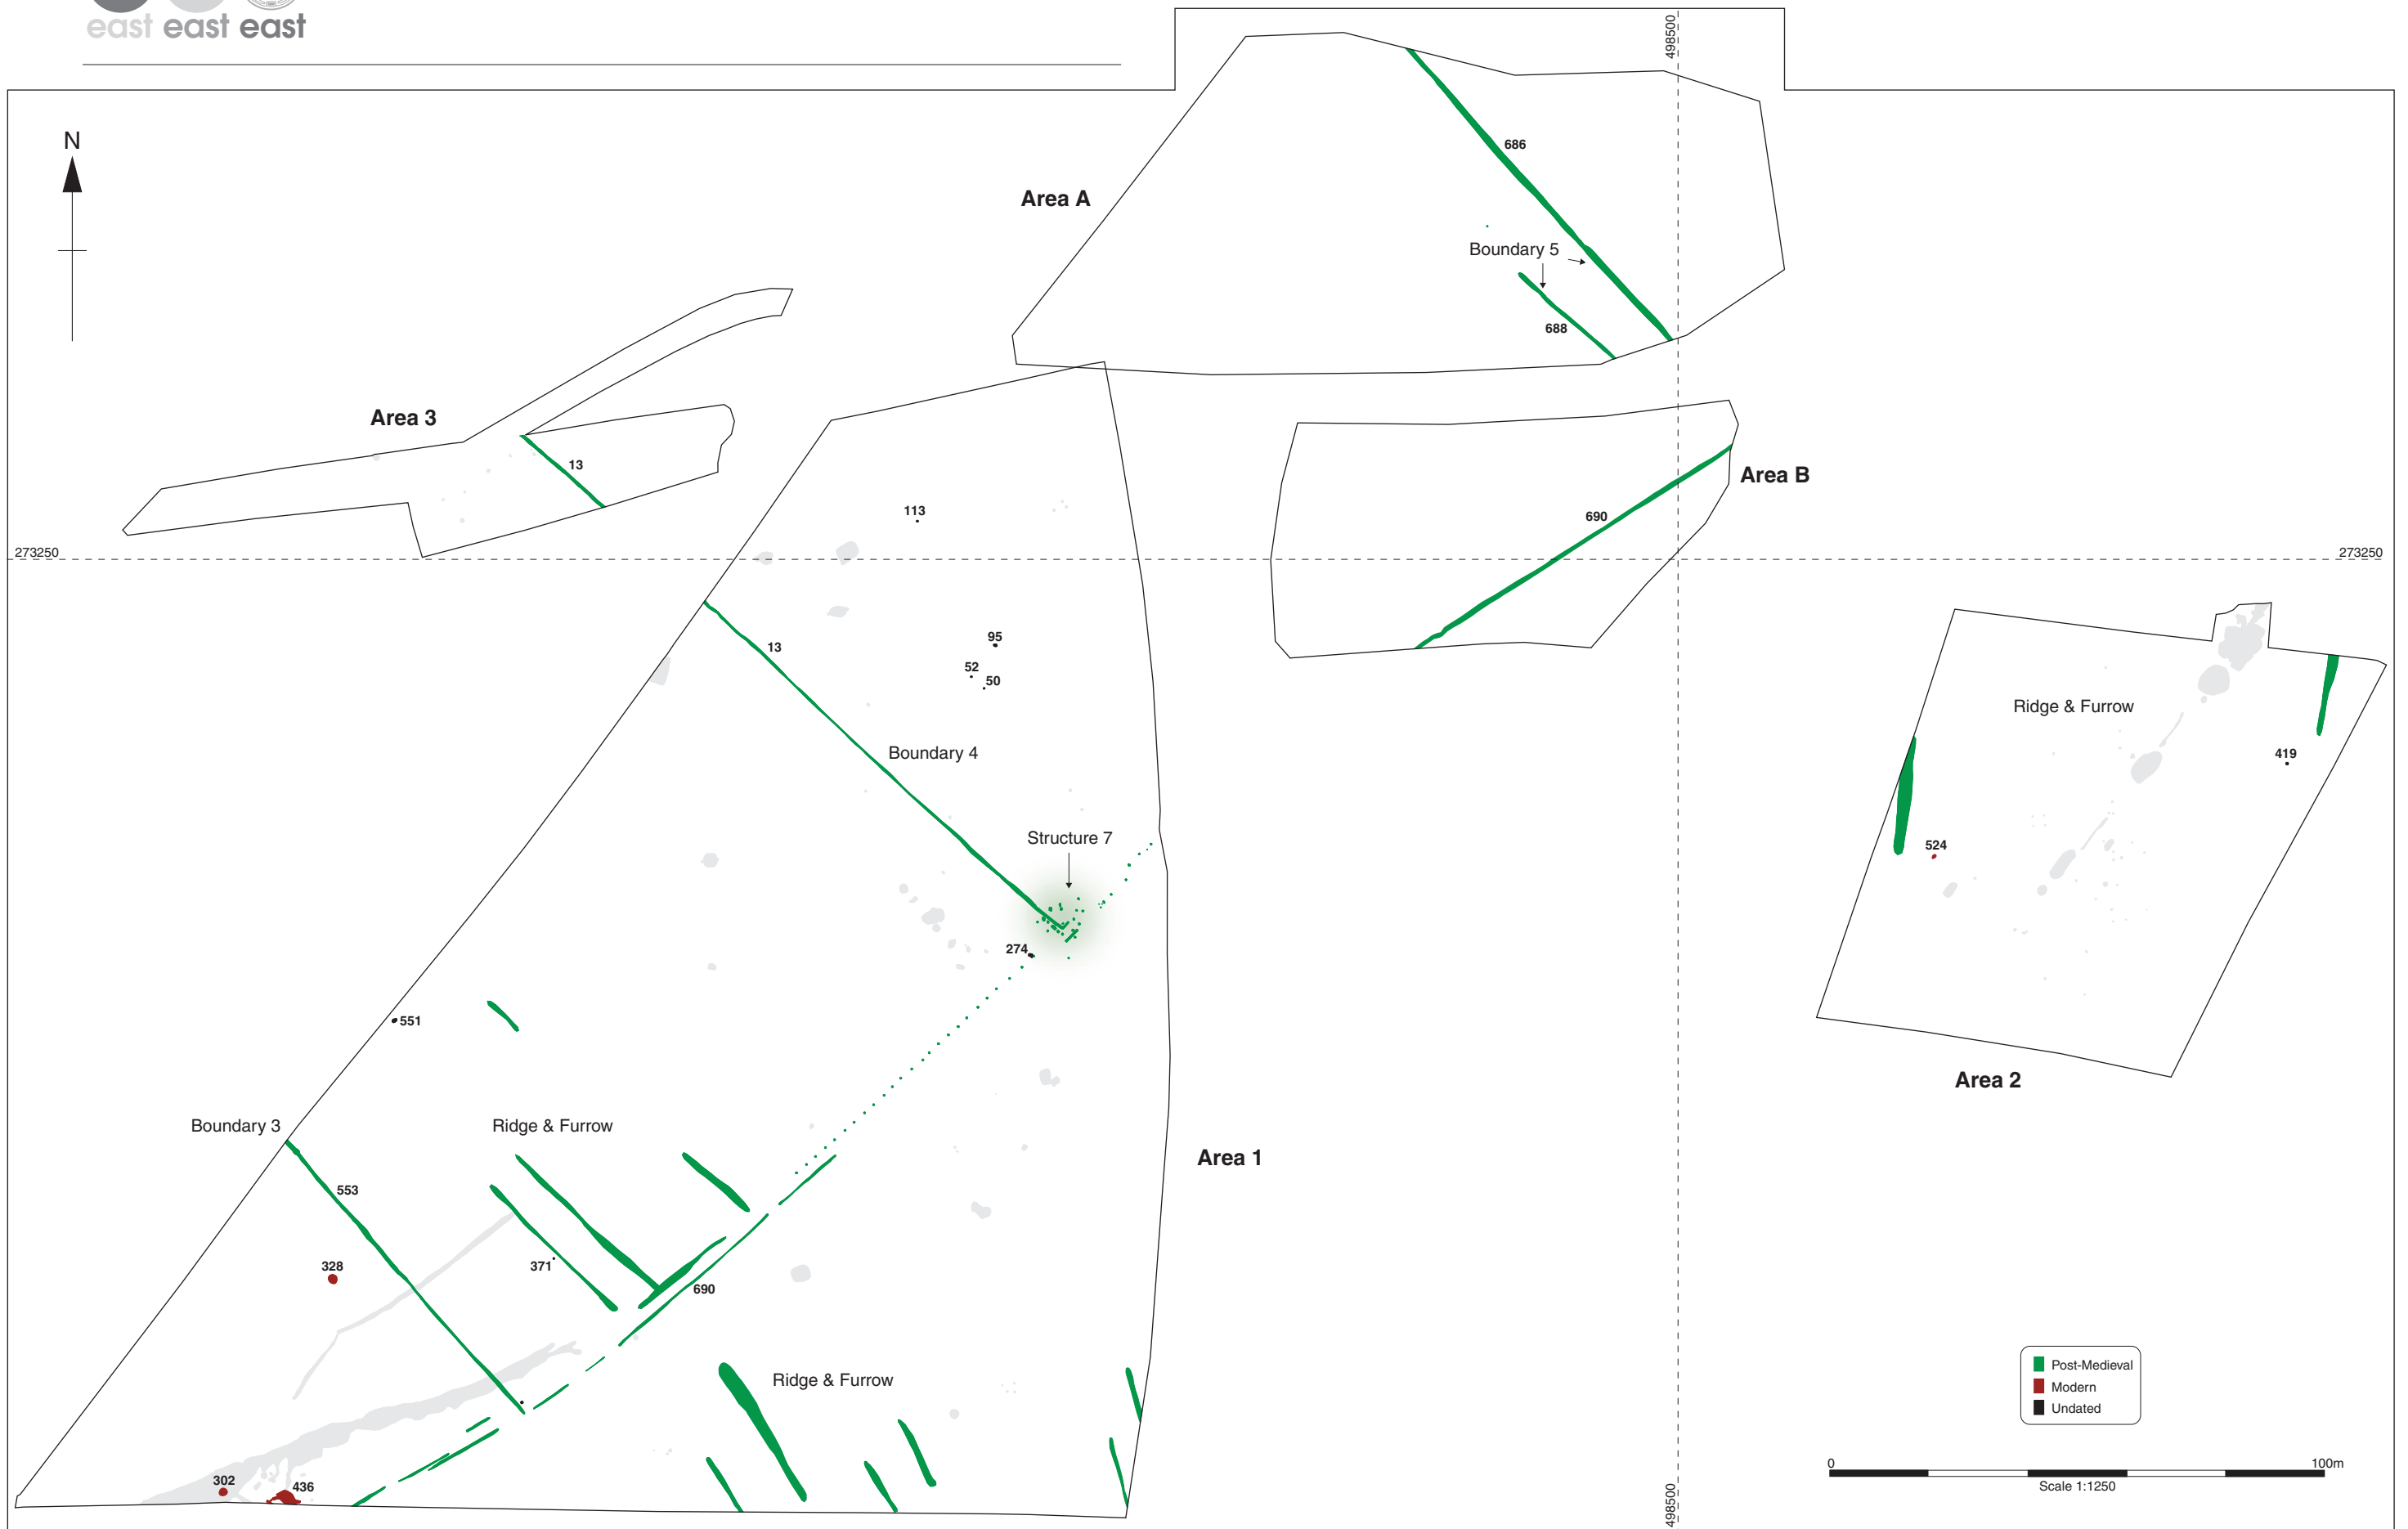 east east east
498500
N
686
Area A
Boundary 5
688
Area 3
13
Area B
690
113
273250
273250
13
95
52
50
Ridge & Furrow
Boundary 4
419
Structure 7
524
274
551
Area 2
Boundary 3
Ridge & Furrow
Area 1
553
328
371
690
Ridge & Furrow
Post-Medieval
Modern
Undated
302
436
0
100m
Scale 1:1250
498500